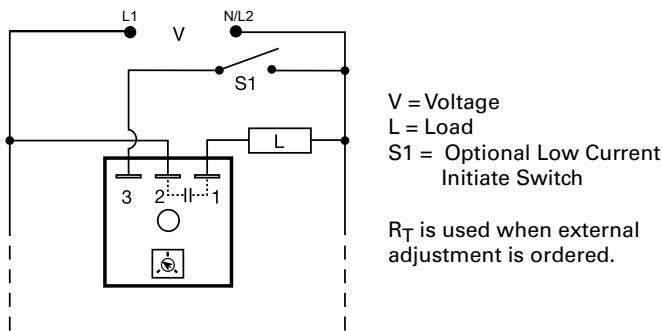 L1
V
N/L2
S1
L
3
2
1
V = Voltage
L = Load
S1 = Optional Low Current
Initiate Switch
RT is used when external
adjustment is ordered.